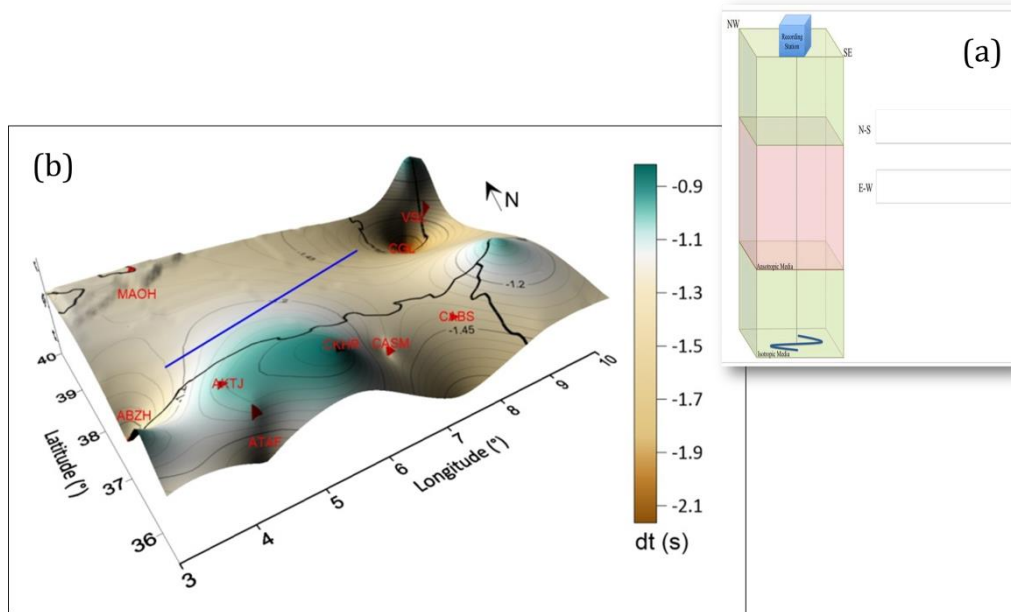 (a)
NW
Recording
Station
SE
N-S
E-W
Anisotropic Media
Isotropic Media
(b)
N
-0.9
-1.1
-1.3
-1.5
-1.7
-1.9
-2.1
dt (s)
CGL
MAOH
-1.2
CABS
-1.45
CASM
AKTJ
ABZH
40
39
38
37
36
Latitude (°)
3
4
5
6
7
8
9
10
Longitude (°)